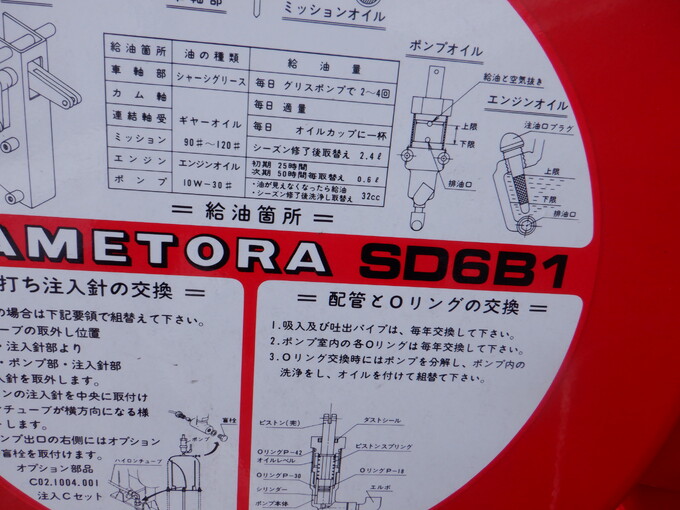 ミッションオイル
給油箇所 油の種類 給油量
車軸部 シャーシグリース 毎日 グリスポンプで2〜4回
カム軸 毎日 適量
連結軸受 ギヤーオイル 毎日 オイルカップに一杯
ミッション 90♯〜120♯ シーズン修了後取替え 2.4ℓ
エンジン エンジンオイル 初期 25時間
次期 50時間毎取替え 0.6ℓ
ポンプ 10W-30♯ ・油が見えなくなったら給油
・シーズン修了後洗浄し取替え 32cc
ポンプオイル
給油と空気抜き
上限
下限
排油口
エンジンオイル
注油口プラグ
上限
下限
排油口
＝ 給油箇所 ＝
AMETORA SD6B1
打ち注入針の交換 ＝
の場合は下記要領で組替えて下さい。
ューブの取外し位置
・注入針部より
・ポンプ部・注入針部
入針を取外します。
ンの注入針を中央に取付け
チューブが横方向になる様
します。
ンプ出口の右側にはオプション
盲栓を取付けます。
オプション部品
C02.1004.001
注入Cセット
盲栓
ポンプ
ハイロンチューブ
＝ 配管とOリングの交換 ＝
1.吸入及び吐出パイプは、毎年交換して下さい。
2.ポンプ室内の各Oリングは毎年交換して下さい。
3.Oリング交換時にはポンプを分解し、ポンプ内の
洗浄をし、オイルを付けて組替て下さい。
ピストン(完)
ダストシール
OリングP-42
オイルレベル
ピストンスプリング
OリングP-30
OリングP-18
シリンダー
エルボ
ポンプ本体